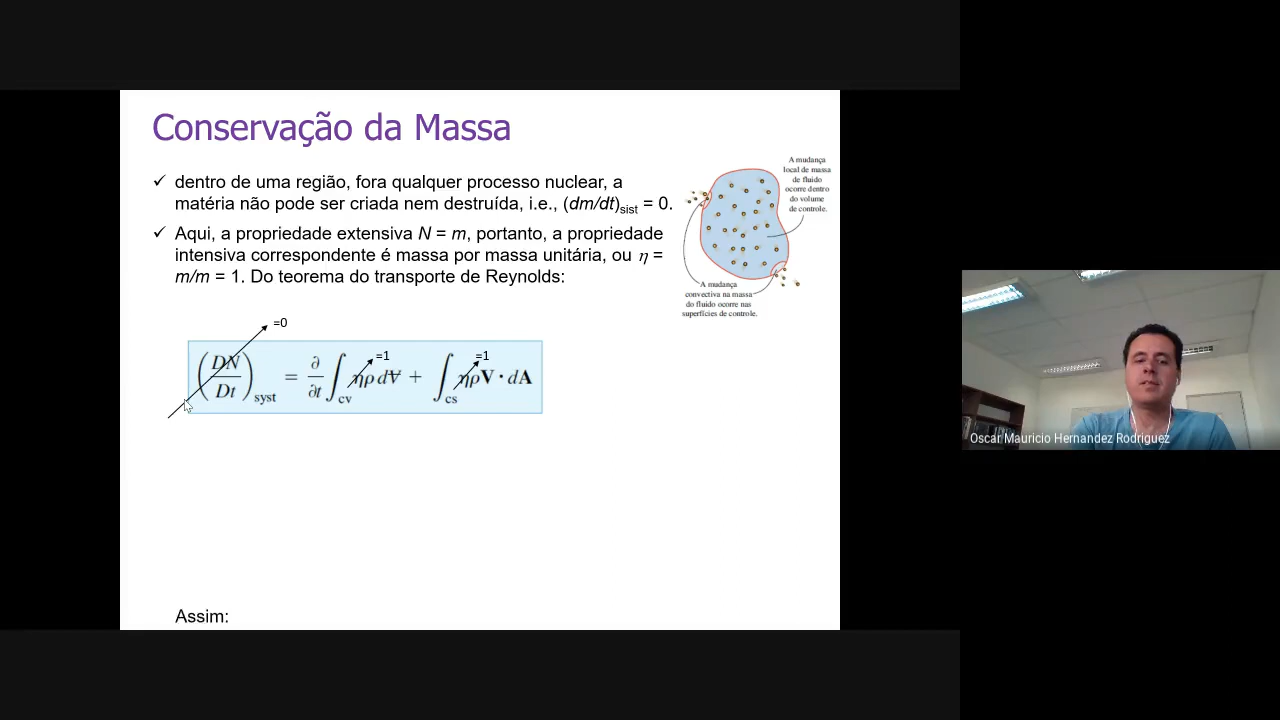 Conservação da Massa
✓ dentro de uma região, fora qualquer processo nuclear, a
matéria não pode ser criada nem destruída, i.e., (dm/dt)sist = 0.
✓ Aqui, a propriedade extensiva N = m, portanto, a propriedade
intensiva correspondente é massa por massa unitária, ou η =
m/m = 1. Do teorema do transporte de Reynolds:
A mudança
local de massa
de fluido
ocorre dentro
do volume
de controle.
A mudança
convectiva na massa
do fluido ocorre nas
superfícies de controle.
=0
=1
=1
(DN/Dt)syst = ∂/∂t ∫cv ηρ dV̶ + ∫cs ηρV · dA
Assim:
Oscar Mauricio Hernandez Rodriguez